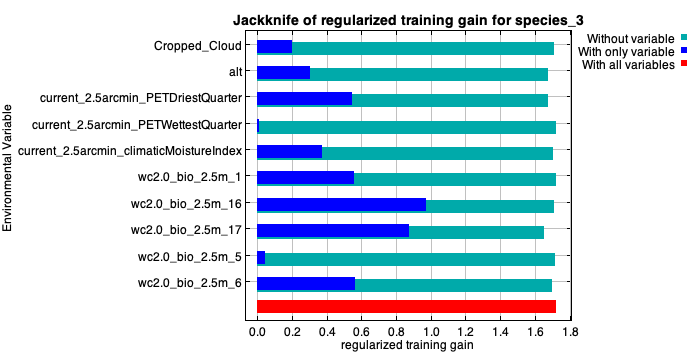 Jackknife of regularized training gain for species_3
Without variable
With only variable
With all variables
Environmental Variable
Cropped_Cloud
alt
current_2.5arcmin_PETDriestQuarter
current_2.5arcmin_PETWettestQuarter
current_2.5arcmin_climaticMoistureIndex
wc2.0_bio_2.5m_1
wc2.0_bio_2.5m_16
wc2.0_bio_2.5m_17
wc2.0_bio_2.5m_5
wc2.0_bio_2.5m_6
0.0 0.2 0.4 0.6 0.8 1.0 1.2 1.4 1.6 1.8
regularized training gain